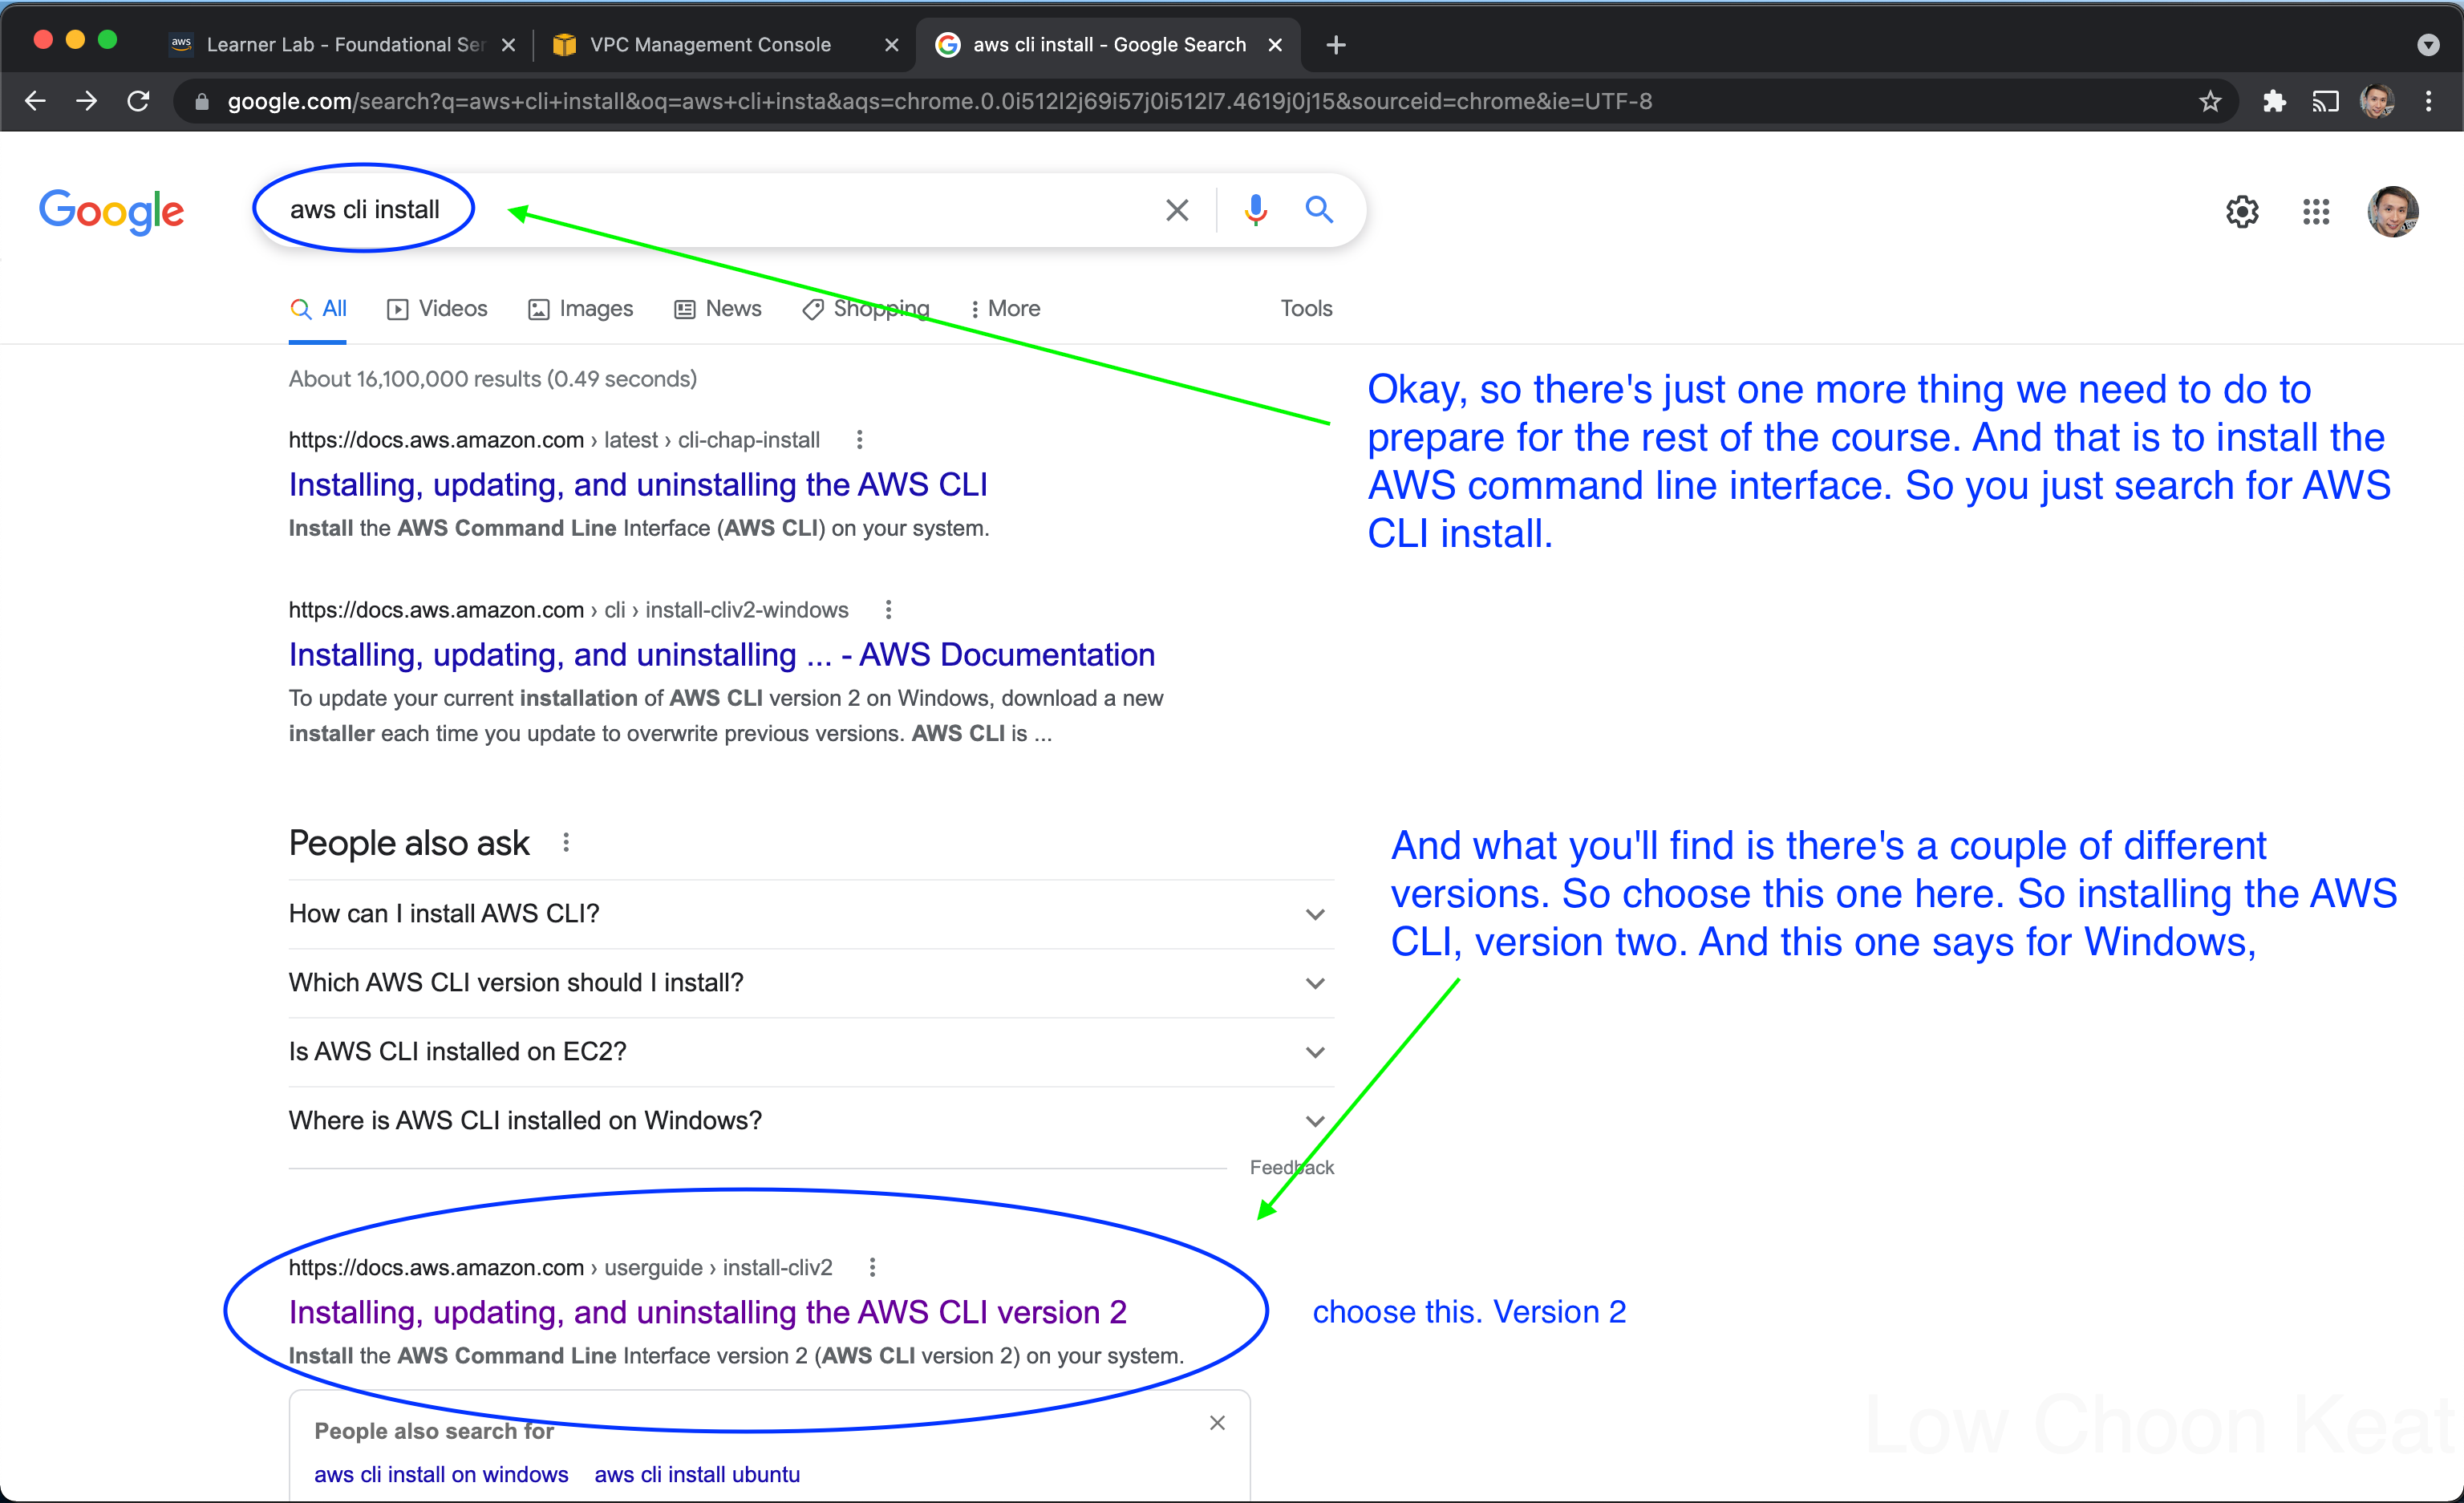 aws Learner Lab - Foundational Ser
VPC Management Console
aws cli install - Google Search
google.com/search?q=aws+cli+install&oq=aws+cli+insta&aqs=chrome.0.0i512l2j69i57j0i512l7.4619j0j15&sourceid=chrome&ie=UTF-8
Google
aws cli install
All Videos Images News Shopping More Tools
About 16,100,000 results (0.49 seconds)
Okay, so there's just one more thing we need to do to
prepare for the rest of the course. And that is to install the
AWS command line interface. So you just search for AWS
CLI install.
https://docs.aws.amazon.com › latest › cli-chap-install
Installing, updating, and uninstalling the AWS CLI
Install the AWS Command Line Interface (AWS CLI) on your system.
https://docs.aws.amazon.com › cli › install-cliv2-windows
Installing, updating, and uninstalling ... - AWS Documentation
To update your current installation of AWS CLI version 2 on Windows, download a new
installer each time you update to overwrite previous versions. AWS CLI is ...
People also ask
And what you'll find is there's a couple of different
versions. So choose this one here. So installing the AWS
CLI, version two. And this one says for Windows,
How can I install AWS CLI?
Which AWS CLI version should I install?
Is AWS CLI installed on EC2?
Where is AWS CLI installed on Windows?
Feedback
https://docs.aws.amazon.com › userguide › install-cliv2
Installing, updating, and uninstalling the AWS CLI version 2
choose this. Version 2
Install the AWS Command Line Interface version 2 (AWS CLI version 2) on your system.
People also search for
aws cli install on windows aws cli install ubuntu
Low Choon Keat